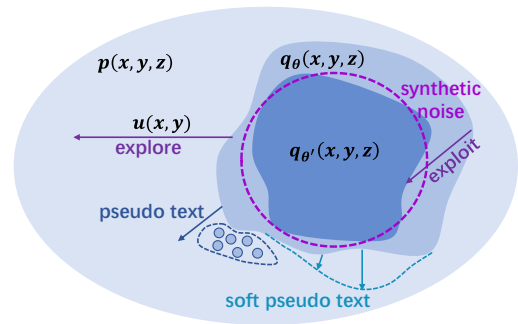 p(x, y, z)
q_θ(x, y, z)
synthetic
noise
u(x, y)
explore
q_θ′(x, y, z)
exploit
pseudo text
soft pseudo text